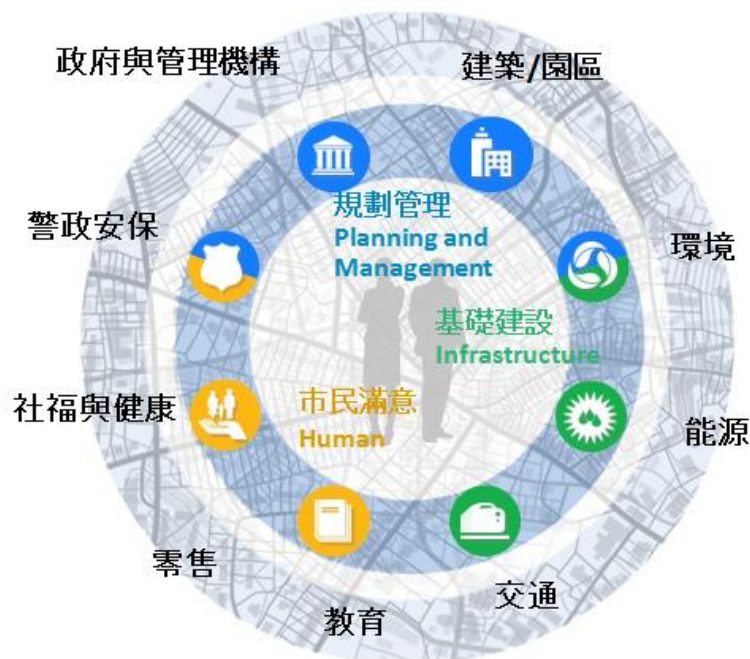 政府與管理機構
建築/園區
規劃管理
Planning and
Management
警政安保
環境
基礎建設
Infrastructure
市民滿意
Human
社福與健康
能源
零售
教育
交通